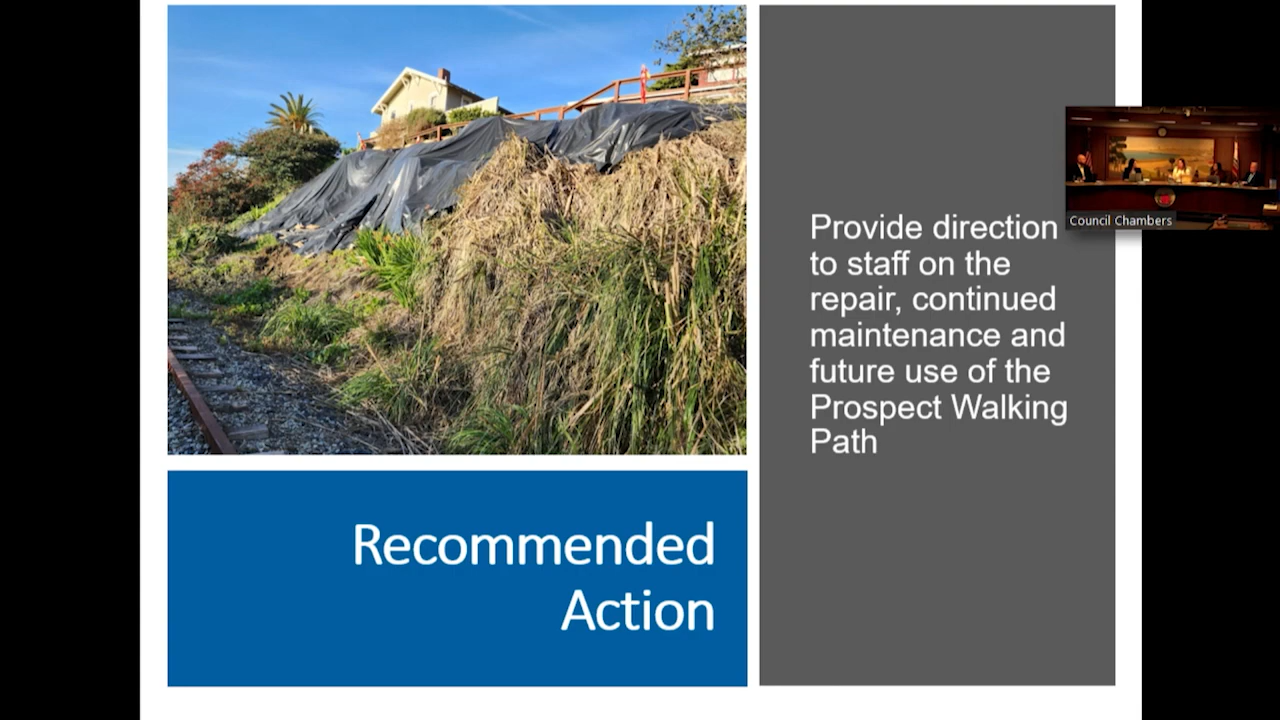 Provide direction
to staff on the
repair, continued
maintenance and
future use of the
Prospect Walking
Path
Council Chambers
Recommended
Action